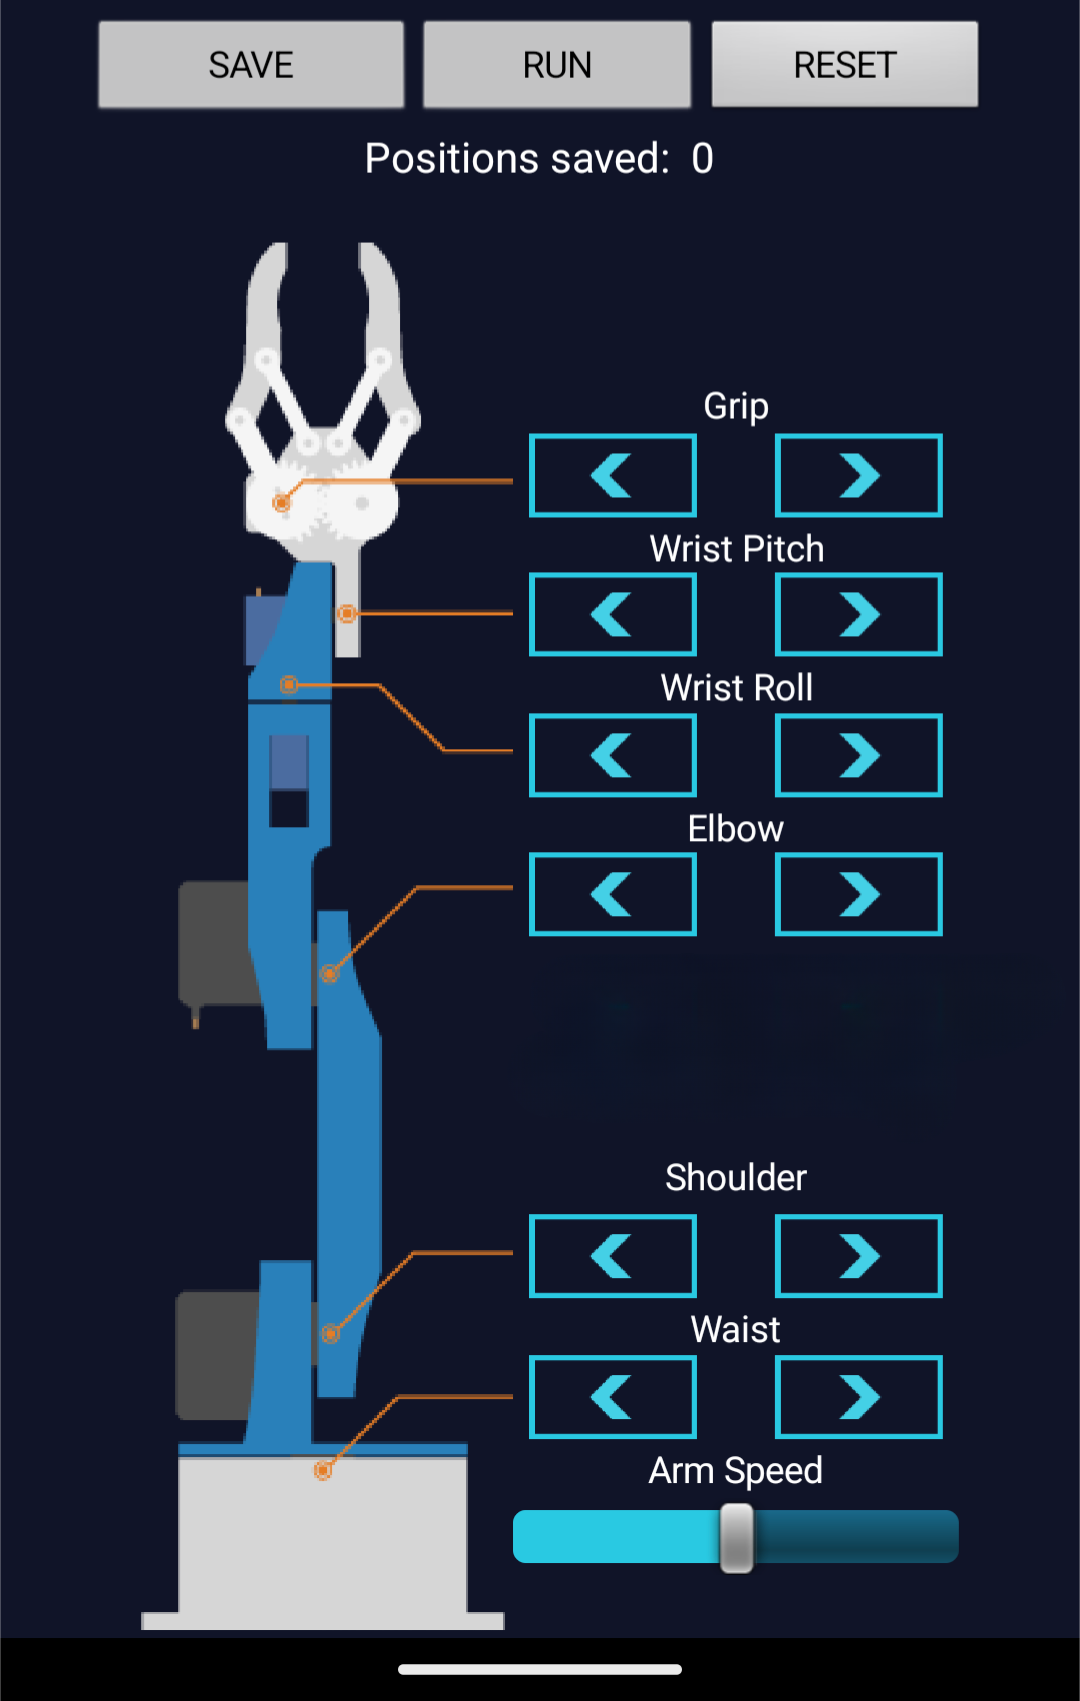 SAVE RUN RESET
Positions saved: 0
Grip
Wrist Pitch
Wrist Roll
Elbow
Shoulder
Waist
Arm Speed